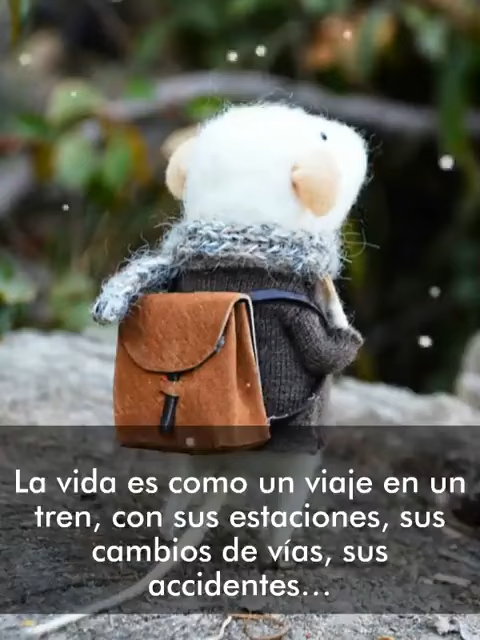 La vida es como un viaje en un
tren, con sus estaciones, sus
cambios de vías, sus
accidentes...